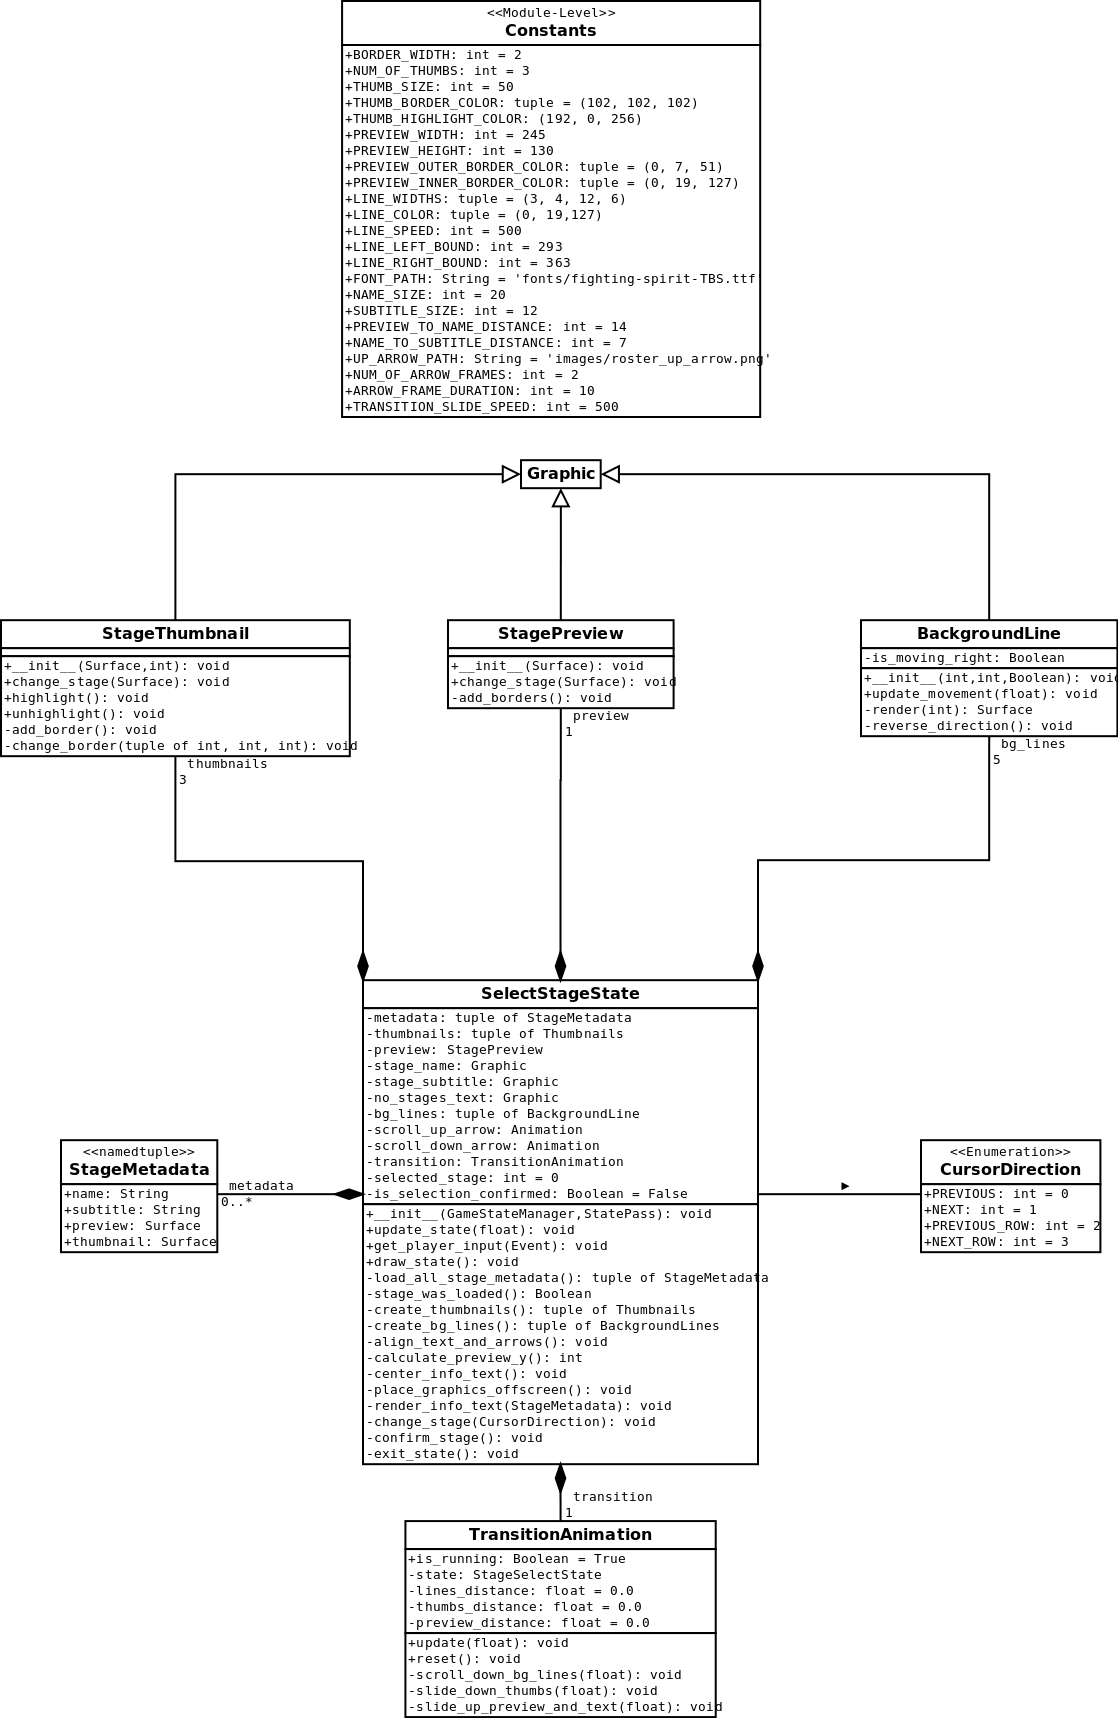 <<Module-Level>>
Constants
+BORDER_WIDTH: int = 2
+NUM_OF_THUMBS: int = 3
+THUMB_SIZE: int = 50
+THUMB_BORDER_COLOR: tuple = (102, 102, 102)
+THUMB_HIGHLIGHT_COLOR: (192, 0, 256)
+PREVIEW_WIDTH: int = 245
+PREVIEW_HEIGHT: int = 130
+PREVIEW_OUTER_BORDER_COLOR: tuple = (0, 7, 51)
+PREVIEW_INNER_BORDER_COLOR: tuple = (0, 19, 127)
+LINE_WIDTHS: tuple = (3, 4, 12, 6)
+LINE_COLOR: tuple = (0, 19,127)
+LINE_SPEED: int = 500
+LINE_LEFT_BOUND: int = 293
+LINE_RIGHT_BOUND: int = 363
+FONT_PATH: String = 'fonts/fighting-spirit-TBS.ttf'
+NAME_SIZE: int = 20
+SUBTITLE_SIZE: int = 12
+PREVIEW_TO_NAME_DISTANCE: int = 14
+NAME_TO_SUBTITLE_DISTANCE: int = 7
+UP_ARROW_PATH: String = 'images/roster_up_arrow.png'
+NUM_OF_ARROW_FRAMES: int = 2
+ARROW_FRAME_DURATION: int = 10
+TRANSITION_SLIDE_SPEED: int = 500
Graphic
StageThumbnail
+__init__(Surface,int): void
+change_stage(Surface): void
+highlight(): void
+unhighlight(): void
-add_border(): void
-change_border(tuple of int, int, int): void
thumbnails
3
StagePreview
+__init__(Surface): void
+change_stage(Surface): void
-add_borders(): void
preview
1
BackgroundLine
-is_moving_right: Boolean
+__init__(int,int,Boolean): void
+update_movement(float): void
-render(int): Surface
-reverse_direction(): void
bg_lines
5
SelectStageState
-metadata: tuple of StageMetadata
-thumbnails: tuple of Thumbnails
-preview: StagePreview
-stage_name: Graphic
-stage_subtitle: Graphic
-no_stages_text: Graphic
-bg_lines: tuple of BackgroundLine
-scroll_up_arrow: Animation
-scroll_down_arrow: Animation
-transition: TransitionAnimation
-selected_stage: int = 0
-is_selection_confirmed: Boolean = False
+__init__(GameStateManager,StatePass): void
+update_state(float): void
+get_player_input(Event): void
+draw_state(): void
-load_all_stage_metadata(): tuple of StageMetadata
-stage_was_loaded(): Boolean
-create_thumbnails(): tuple of Thumbnails
-create_bg_lines(): tuple of BackgroundLines
-align_text_and_arrows(): void
-calculate_preview_y(): int
-center_info_text(): void
-place_graphics_offscreen(): void
-render_info_text(StageMetadata): void
-change_stage(CursorDirection): void
-confirm_stage(): void
-exit_state(): void
<<namedtuple>>
StageMetadata
+name: String
+subtitle: String
+preview: Surface
+thumbnail: Surface
metadata
0..*
<<Enumeration>>
CursorDirection
+PREVIOUS: int = 0
+NEXT: int = 1
+PREVIOUS_ROW: int = 2
+NEXT_ROW: int = 3
transition
1
TransitionAnimation
+is_running: Boolean = True
-state: StageSelectState
-lines_distance: float = 0.0
-thumbs_distance: float = 0.0
-preview_distance: float = 0.0
+update(float): void
+reset(): void
-scroll_down_bg_lines(float): void
-slide_down_thumbs(float): void
-slide_up_preview_and_text(float): void